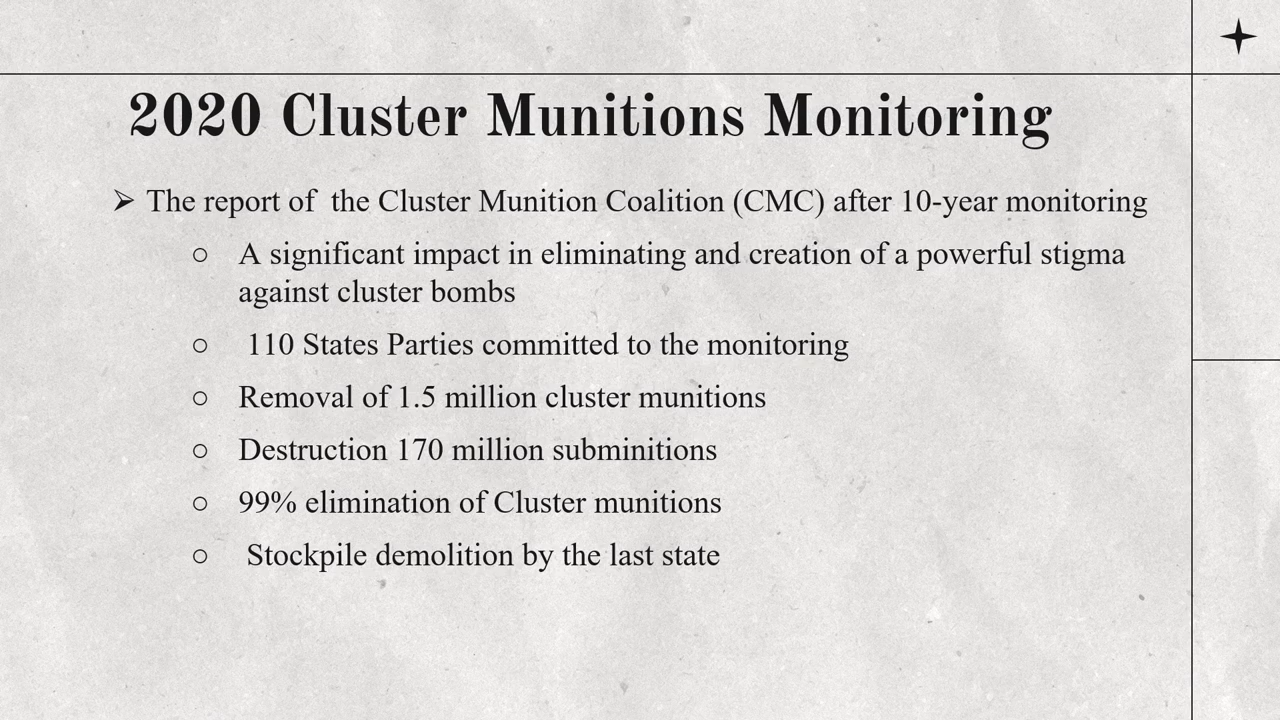 2020 Cluster Munitions Monitoring
➢ The report of  the Cluster Munition Coalition (CMC) after 10-year monitoring
○ A significant impact in eliminating and creation of a powerful stigma
against cluster bombs
○ 110 States Parties committed to the monitoring
○ Removal of 1.5 million cluster munitions
○ Destruction 170 million subminitions
○ 99% elimination of Cluster munitions
○ Stockpile demolition by the last state